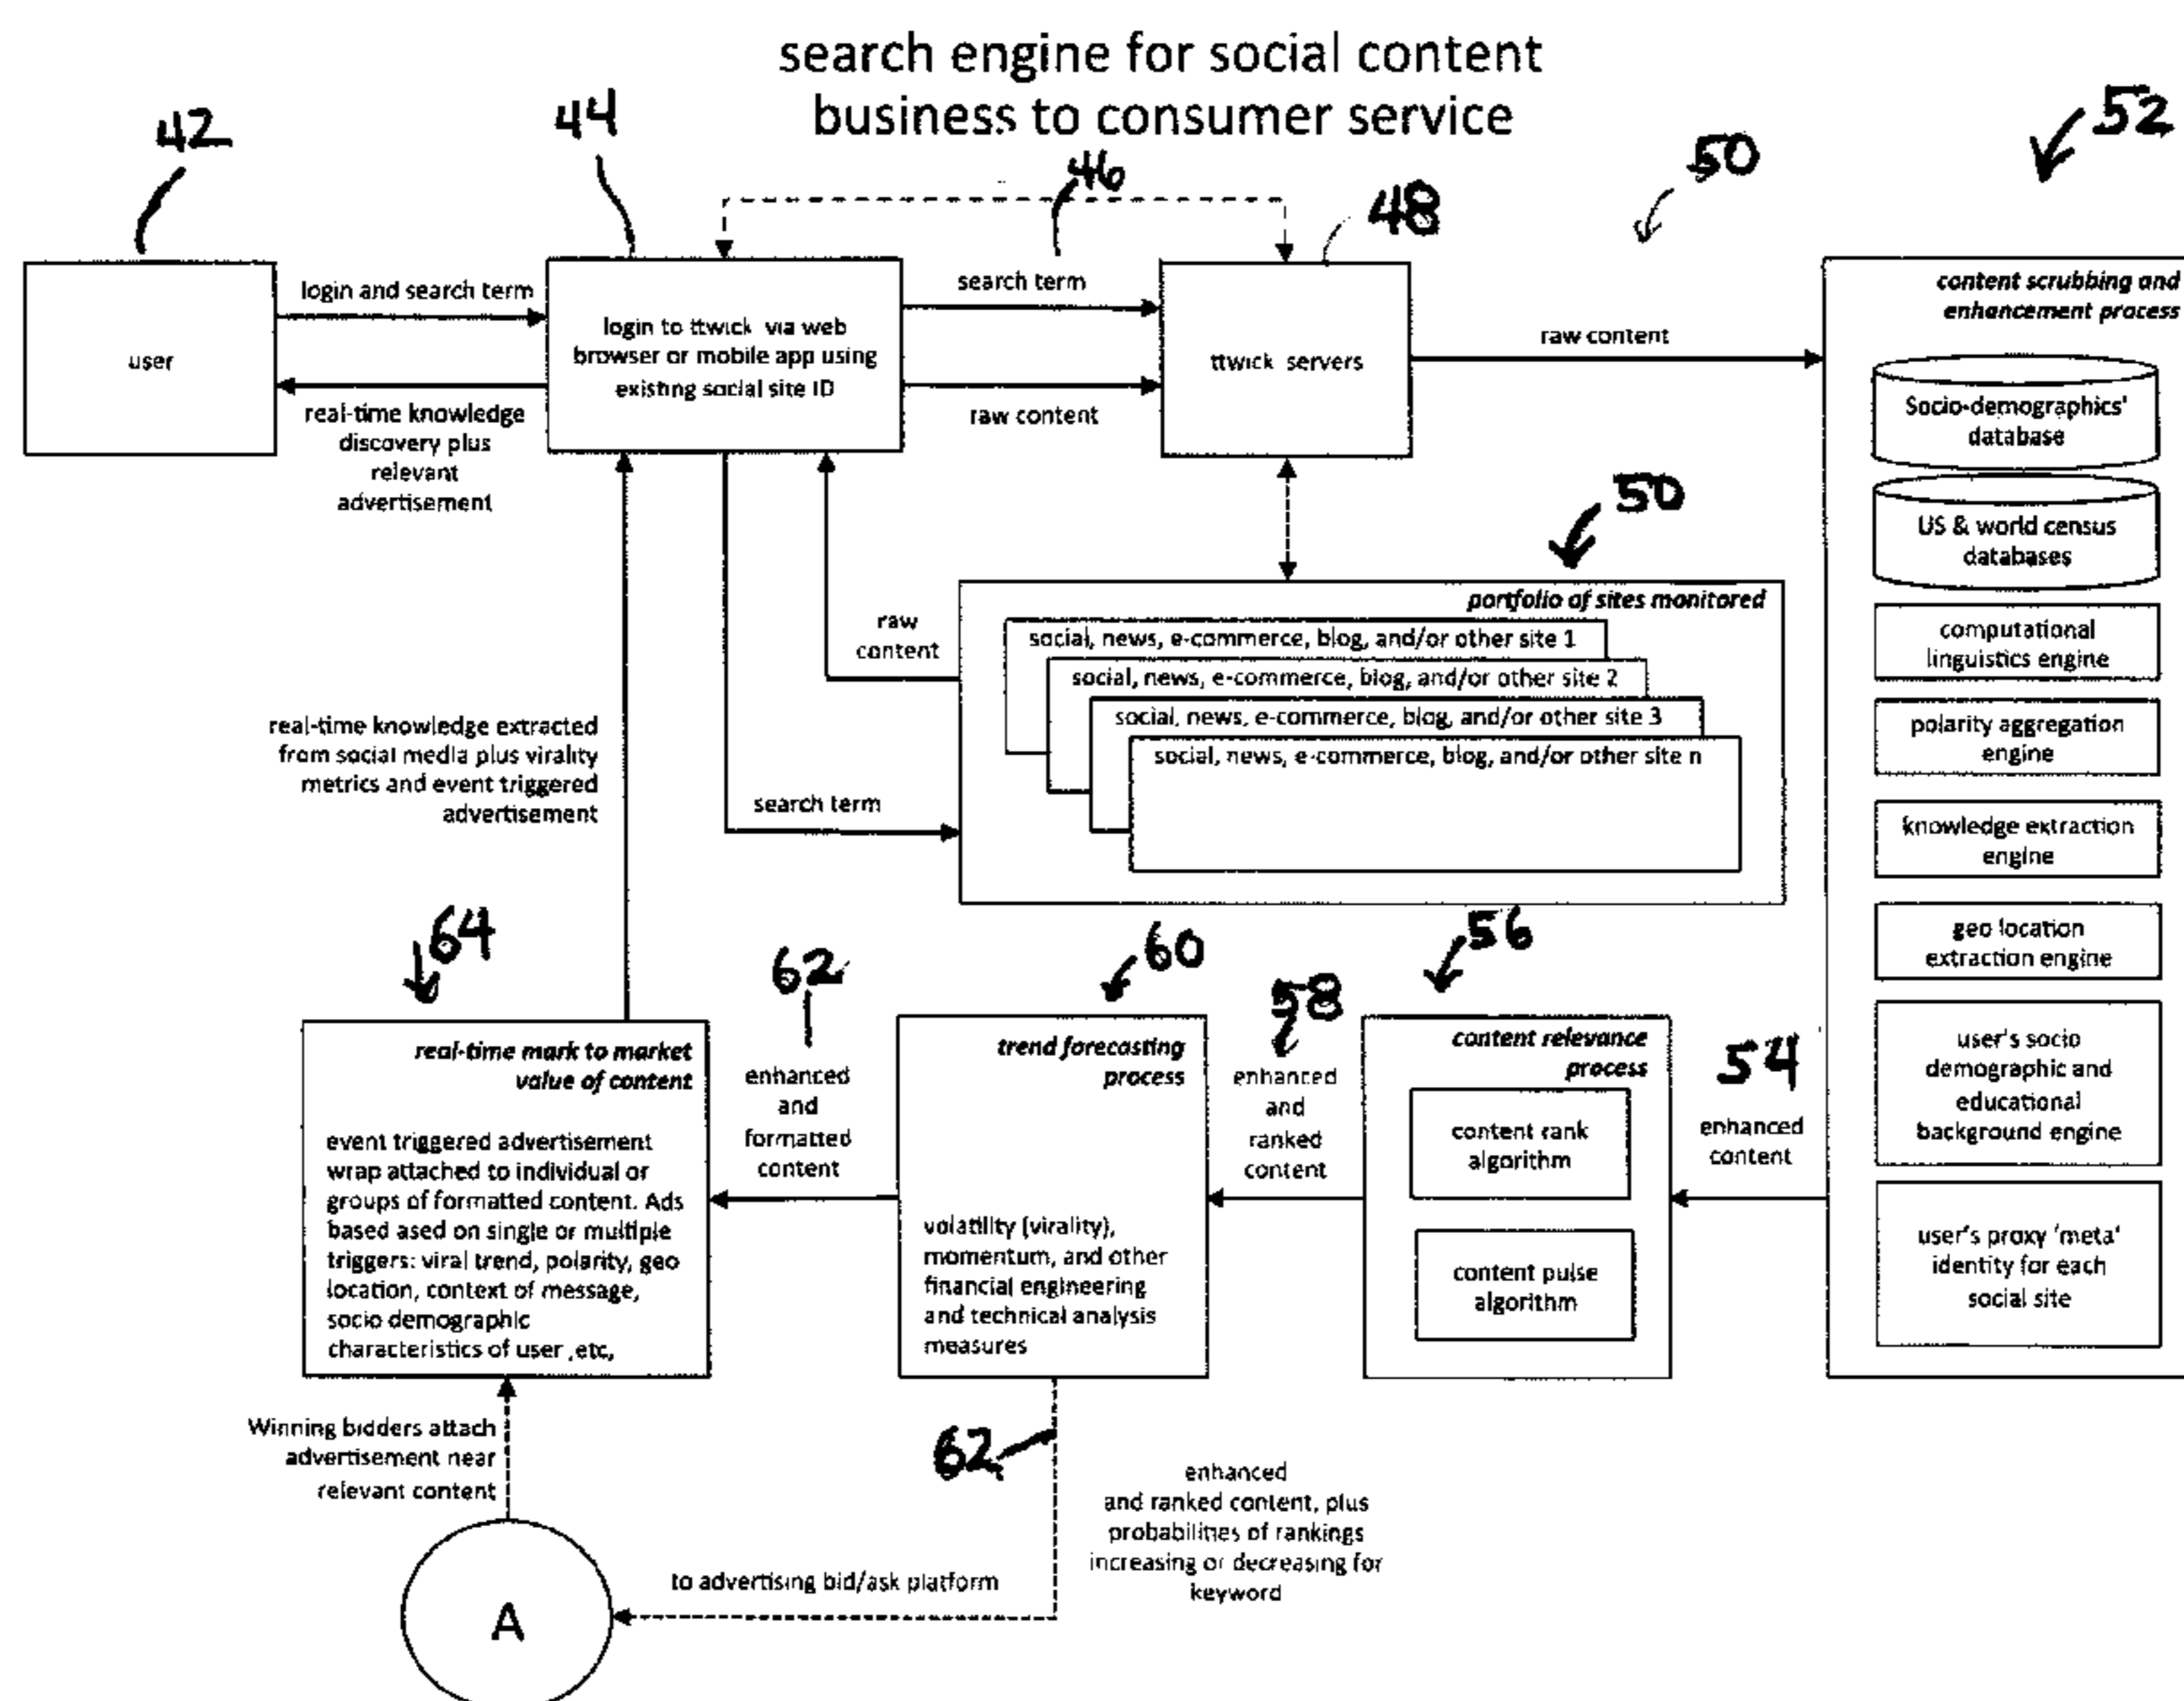 search engine for social content
business to consumer service
42
44
46
48
50
52
user
login and search term
real-time knowledge
discovery plus
relevant
advertisement
login to ttwick via web
browser or mobile app using
existing social site ID
search term
raw content
ttwick servers
raw content
content scrubbing and
enhancement process
Socio-demographics'
database
US & world census
databases
computational
linguistics engine
polarity aggregation
engine
knowledge extraction
engine
geo location
extraction engine
user's socio
demographic and
educational
background engine
user's proxy 'meta'
identity for each
social site
50
portfolio of sites monitored
social, news, e-commerce, blog, and/or other site 1
social, news, e-commerce, blog, and/or other site 2
social, news, e-commerce, blog, and/or other site 3
social, news, e-commerce, blog, and/or other site n
raw
content
search term
real-time knowledge extracted
from social media plus virality
metrics and event triggered
advertisement
64
62
60
58
56
54
real-time mark to market
value of content
event triggered advertisement
wrap attached to individual or
groups of formatted content. Ads
based ased on single or multiple
triggers: viral trend, polarity, geo
location, context of message,
socio demographic
characteristics of user ,etc,
enhanced
and
formatted
content
trend forecasting
process
volatility (virality),
momentum, and other
financial engineering
and technical analysis
measures
enhanced
and
ranked
content
content relevance
process
content rank
algorithm
content pulse
algorithm
enhanced
content
Winning bidders attach
advertisement near
relevant content
62
enhanced
and ranked content, plus
probabilities of rankings
increasing or decreasing for
keyword
to advertising bid/ask platform
A